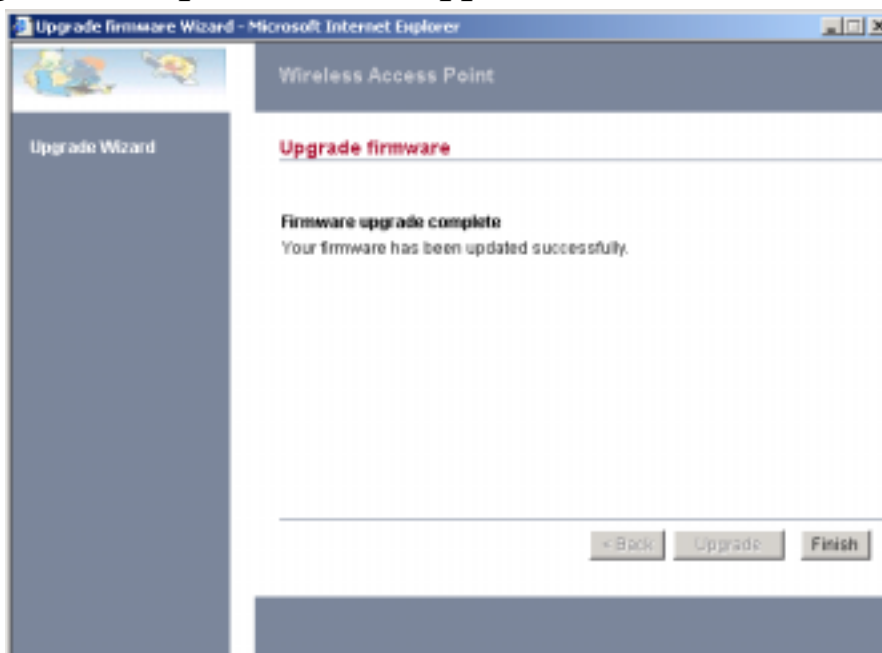 Upgrade firmware Wizard - Microsoft Internet Explorer
Wireless Access Point
Upgrade Wizard
Upgrade firmware
Firmware upgrade complete
Your firmware has been updated successfully.
< Back Upgrade Finish